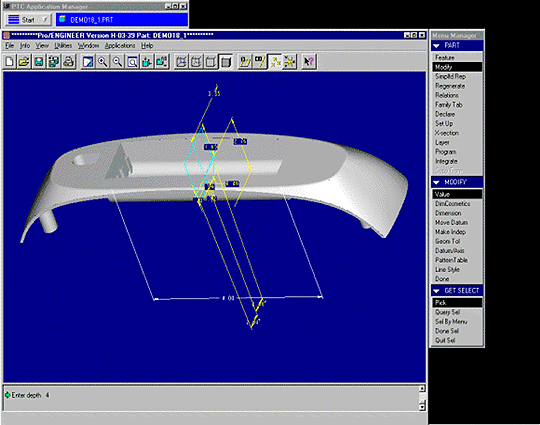 PTC Application Manager
Start
DEMO18_1.PRT
**********Pro/ENGINEER Version H-03-39 Part: DEMO18_1**********
File Info View Utilities Window Applications Help
Menu Manager
PART
Feature
Modify
Simplfd Rep
Regenerate
Relations
Family Tab
Declare
Set Up
X-section
Layer
Program
Integrate
MODIFY
Value
DimCosmetics
Dimension
Move Datum
Make Indep
Geom Tol
Datum/Axis
PatternTable
Line Style
Done
GET SELECT
Pick
Query Sel
Sel By Menu
Done Sel
Quit Sel
4.00
Enter depth 4